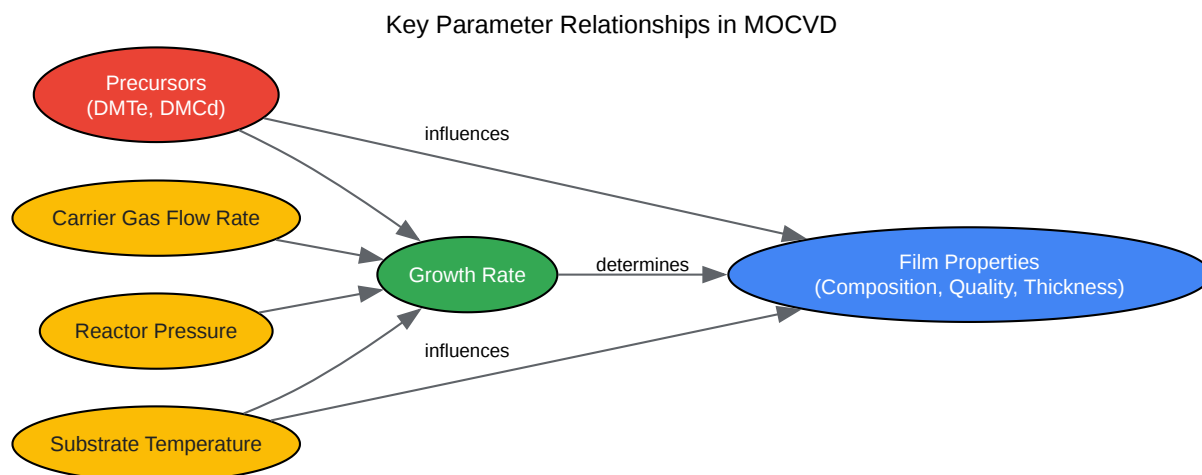 Key Parameter Relationships in MOCVD
Precursors
(DMTe, DMCd)
influences
Carrier Gas Flow Rate
Growth Rate
determines
Film Properties
(Composition, Quality, Thickness)
Reactor Pressure
influences
Substrate Temperature